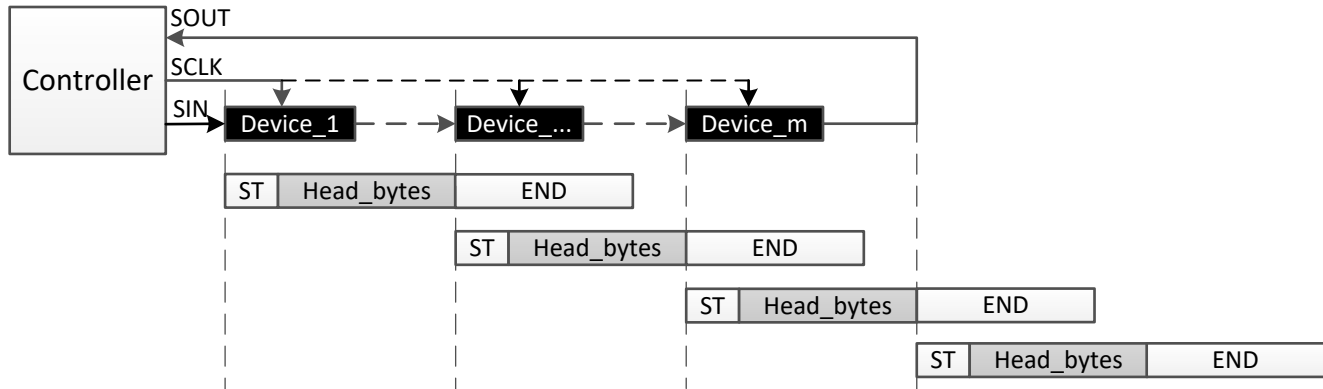 SOUT
Controller
SCLK
SIN
Device_1 Device_... Device_m
ST Head_bytes END
ST Head_bytes END
ST Head_bytes END
ST Head_bytes END